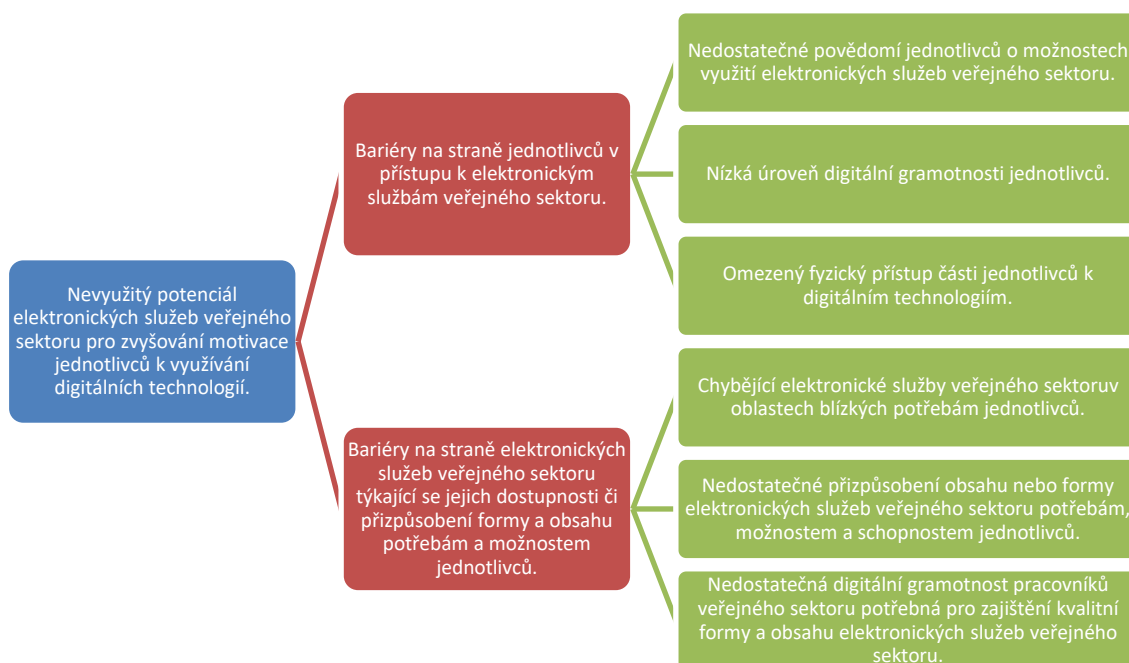 Nevyužitý potenciál
elektronických služeb veřejného
sektoru pro zvyšování motivace
jednotlivců k využívání
digitálních technologií.
Bariéry na straně jednotlivců v
přístupu k elektronickým
službám veřejného sektoru.
Nedostatečné povědomí jednotlivců o možnostech
využití elektronických služeb veřejného sektoru.
Nízká úroveň digitální gramotnosti jednotlivců.
Omezený fyzický přístup části jednotlivců k
digitálním technologiím.
Bariéry na straně elektronických
služeb veřejného sektoru
týkající se jejich dostupnosti či
přizpůsobení formy a obsahu
potřebám a možnostem
jednotlivců.
Chybějící elektronické služby veřejného sektoruv
oblastech blízkých potřebám jednotlivců.
Nedostatečné přizpůsobení obsahu nebo formy
elektronických služeb veřejného sektoru potřebám,
možnostem a schopnostem jednotlivců.
Nedostatečná digitální gramotnost pracovníků
veřejného sektoru potřebná pro zajištění kvalitní
formy a obsahu elektronických služeb veřejného
sektoru.